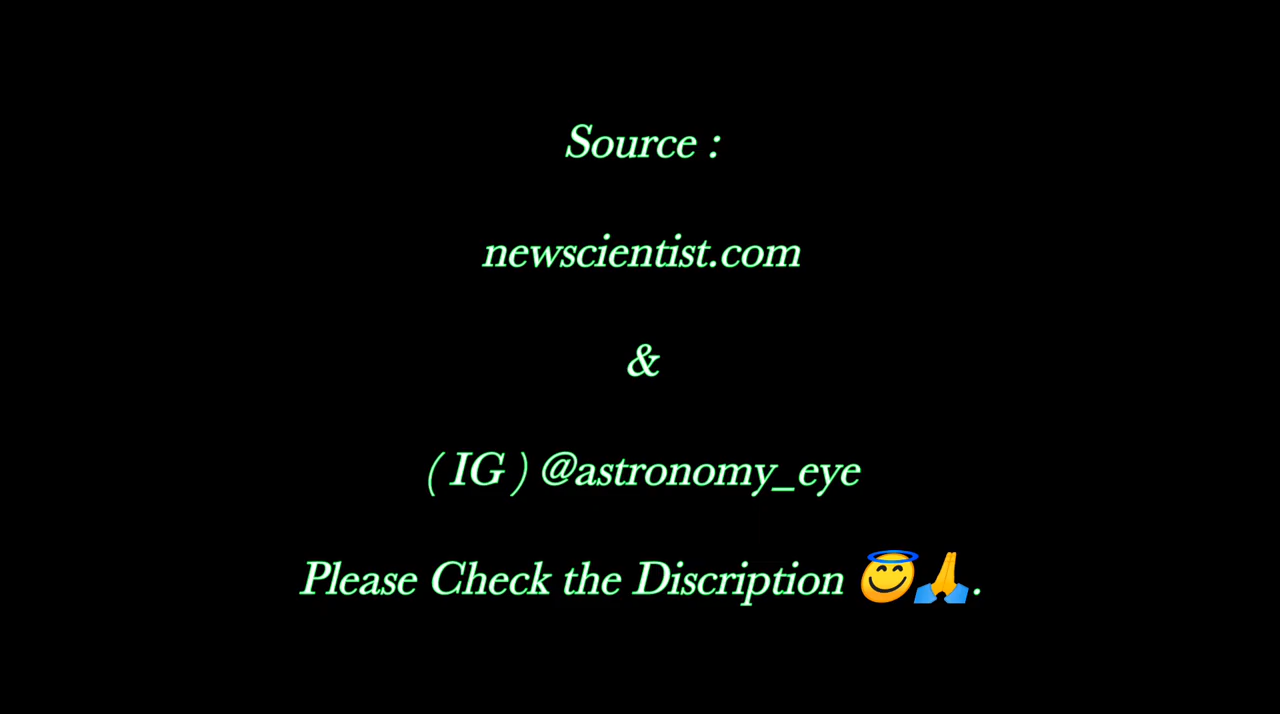 Source :
newscientist.com
&
( IG ) @astronomy_eye
Please Check the Discription 😇🙏.